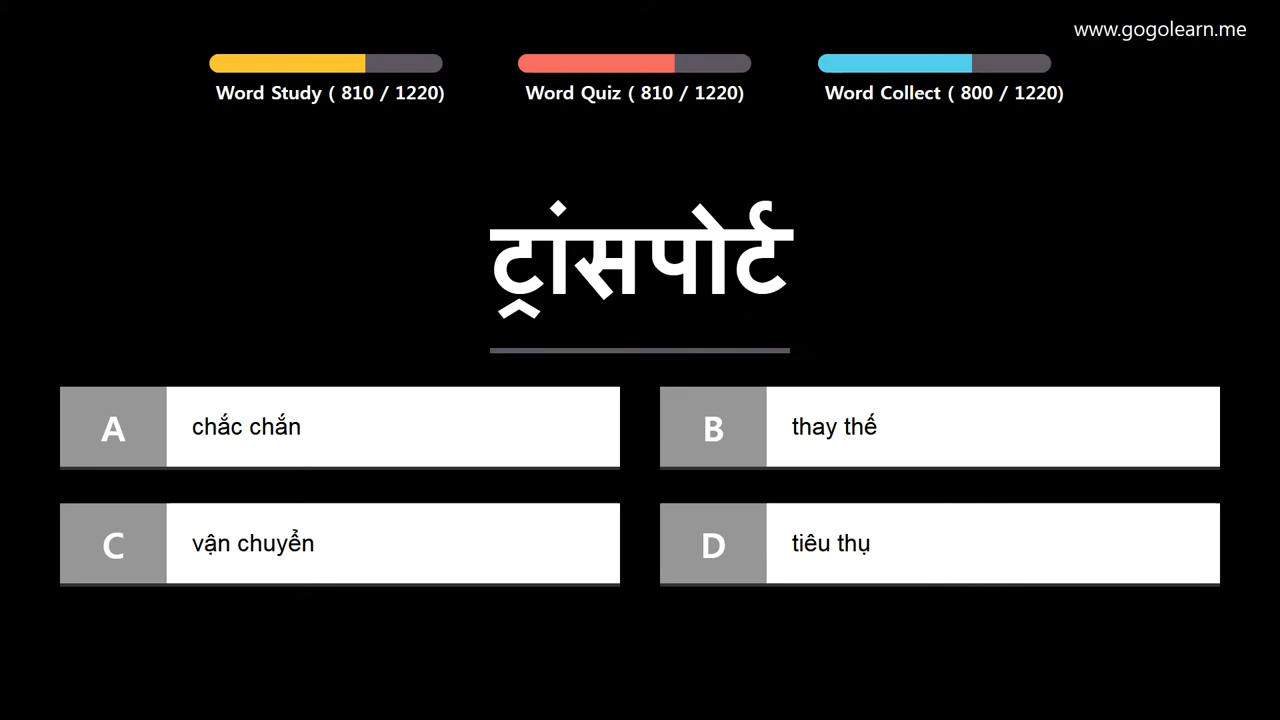 www.gogolearn.me
Word Study ( 810 / 1220)
Word Quiz ( 810 / 1220)
Word Collect ( 800 / 1220)
ट्रांसपोर्ट
A
chắc chắn
B
thay thế
C
vận chuyển
D
tiêu thụ